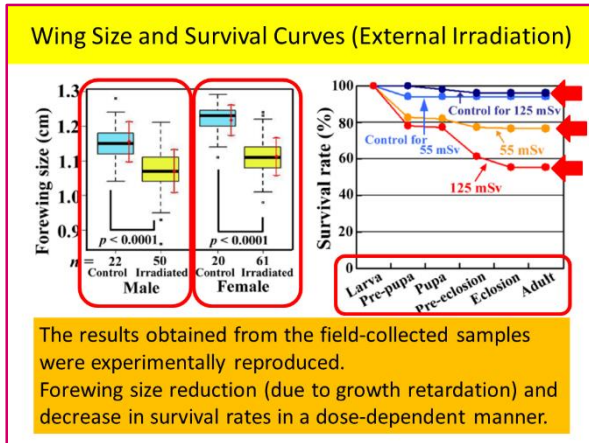 Wing Size and Survival Curves (External Irradiation)
Forewing size (cm)
1.3
1.2
1.1
1.0
0.9
p < 0.0001
p < 0.0001
n =
22
50
20
61
Control
Irradiated
Control
Irradiated
Male
Female
Survival rate (%)
100
80
60
40
20
0
Control for 125 mSv
Control for
55 mSv
55 mSv
125 mSv
Larva
Pre-pupa
Pupa
Pre-eclosion
Eclosion
Adult
The results obtained from the field-collected samples
were experimentally reproduced.
Forewing size reduction (due to growth retardation) and
decrease in survival rates in a dose-dependent manner.